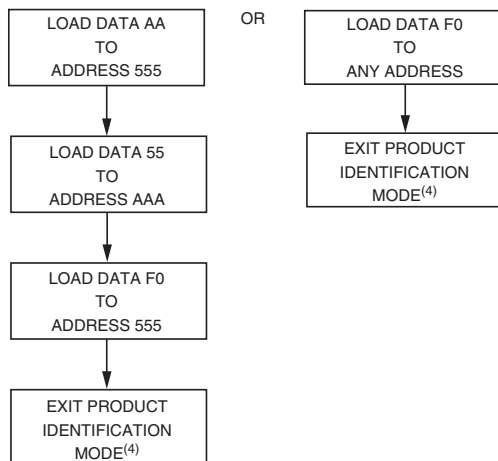 LOAD DATA AA
TO
ADDRESS 555
LOAD DATA 55
TO
ADDRESS AAA
LOAD DATA F0
TO
ADDRESS 555
EXIT PRODUCT
IDENTIFICATION
MODE(4)
OR
LOAD DATA F0
TO
ANY ADDRESS
EXIT PRODUCT
IDENTIFICATION
MODE(4)